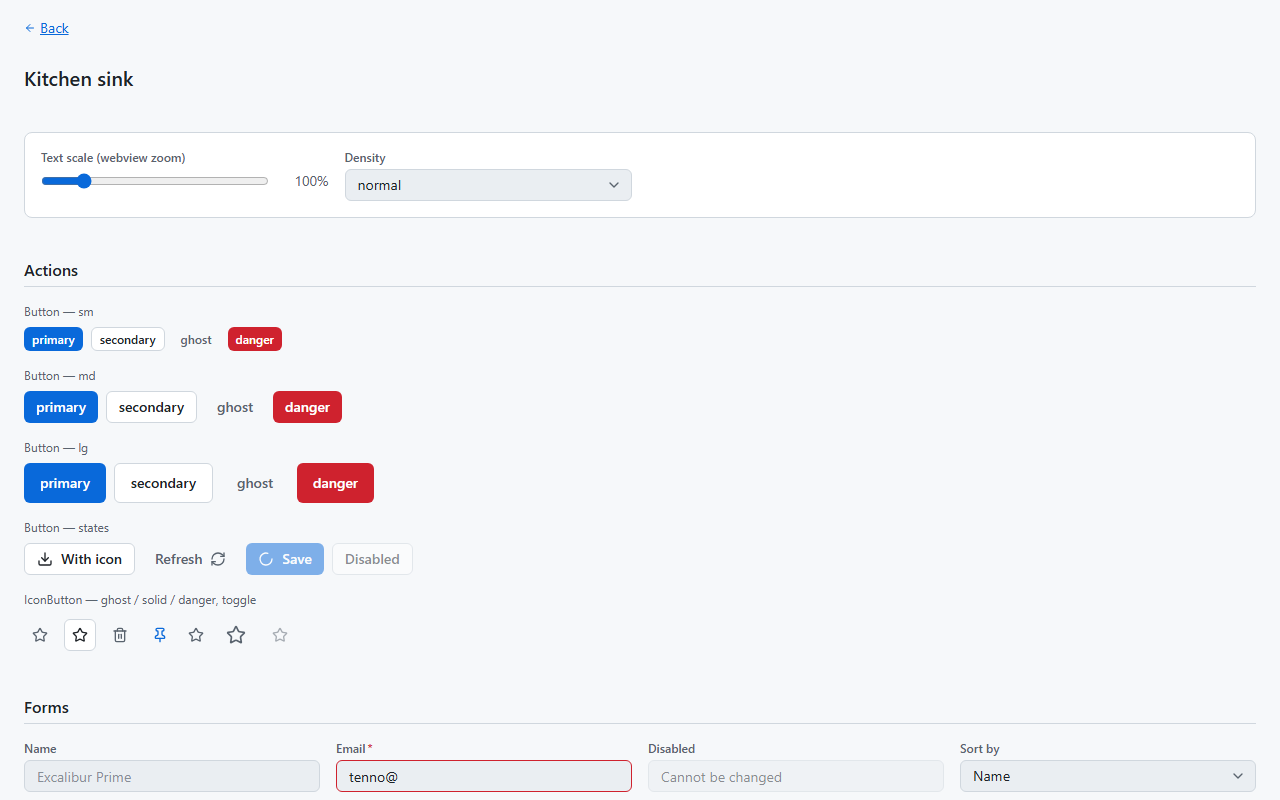 Back
Kitchen sink
Text scale (webview zoom)
100%
Density
normal
Actions
Button — sm
primary secondary ghost danger
Button — md
primary secondary ghost danger
Button — lg
primary secondary ghost danger
Button — states
With icon Refresh Save Disabled
IconButton — ghost / solid / danger, toggle
Forms
Name Email* Disabled Sort by
Excalibur Prime tenno@ Cannot be changed Name